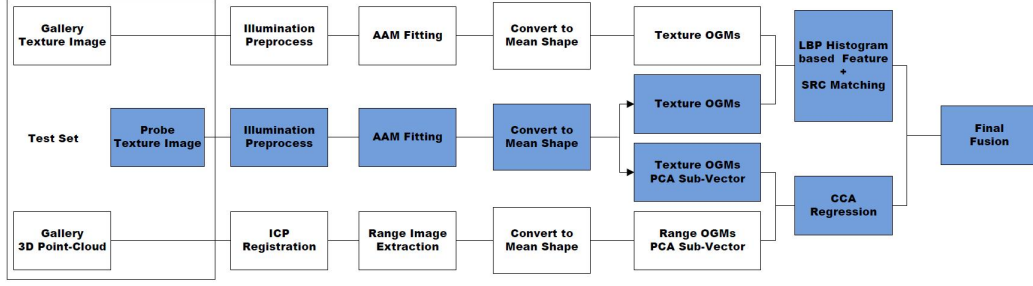 Gallery
Texture Image
Illumination
Preprocess
AAM Fitting
Convert to
Mean Shape
Texture OGMs
LBP Histogram
based Feature
+
SRC Matching
Test Set
Probe
Texture Image
Illumination
Preprocess
AAM Fitting
Convert to
Mean Shape
Texture OGMs
Texture OGMs
PCA Sub-Vector
Final
Fusion
CCA
Regression
Gallery
3D Point-Cloud
ICP
Registration
Range Image
Extraction
Convert to
Mean Shape
Range OGMs
PCA Sub-Vector